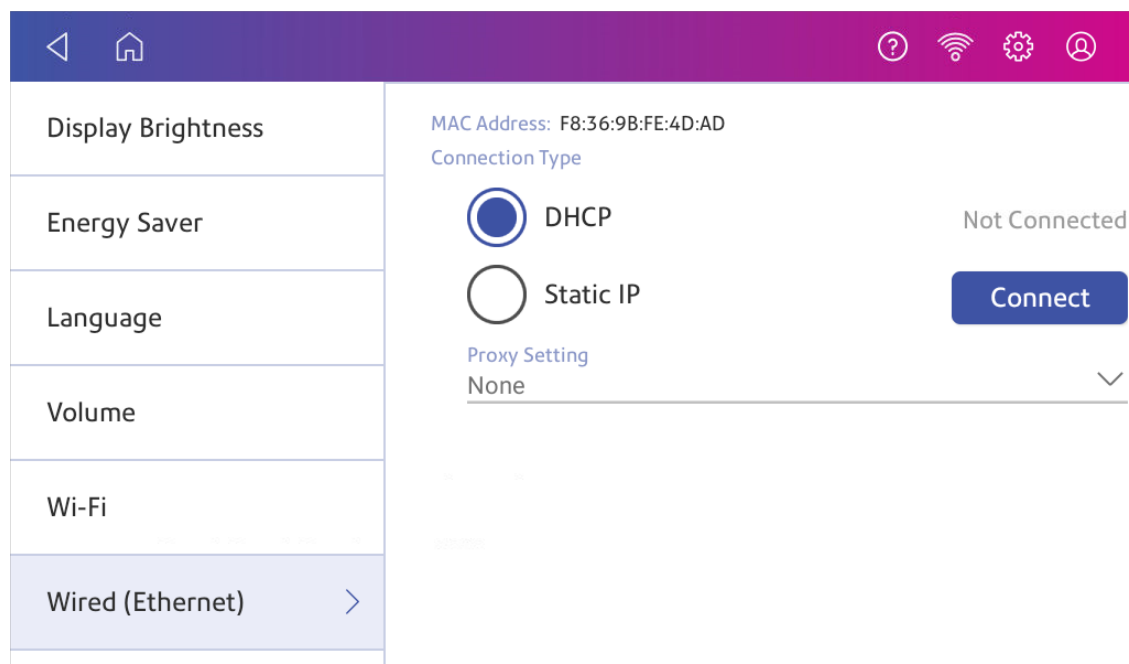 Display Brightness
Energy Saver
Language
Volume
Wi-Fi
Wired (Ethernet)
MAC Address: F8:36:9B:FE:4D:AD
Connection Type
DHCP
Not Connected
Static IP
Connect
Proxy Setting
None